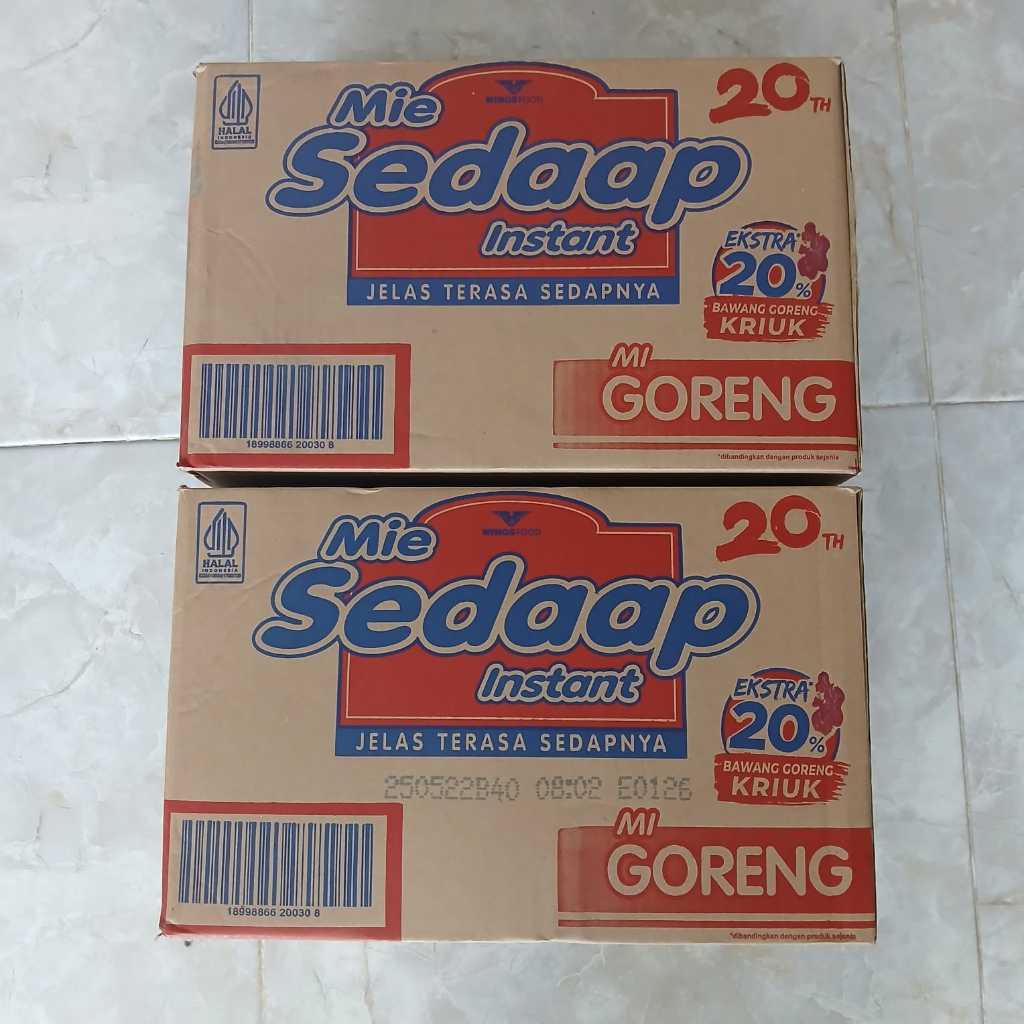 HALAL
INDONESIA
WINGSFOOD
20TH
Mie
Sedaap
Instant
JELAS TERASA SEDAPNYA
EKSTRA*
20%
BAWANG GORENG
KRIUK
18998866 20030 8
MI
GORENG
*dibandingkan dengan produk sejenis
HALAL
INDONESIA
WINGSFOOD
20TH
Mie
Sedaap
Instant
JELAS TERASA SEDAPNYA
EKSTRA*
20%
BAWANG GORENG
KRIUK
250522B40 08:02 E0126
18998866 20030 8
MI
GORENG
*dibandingkan dengan produk sejenis